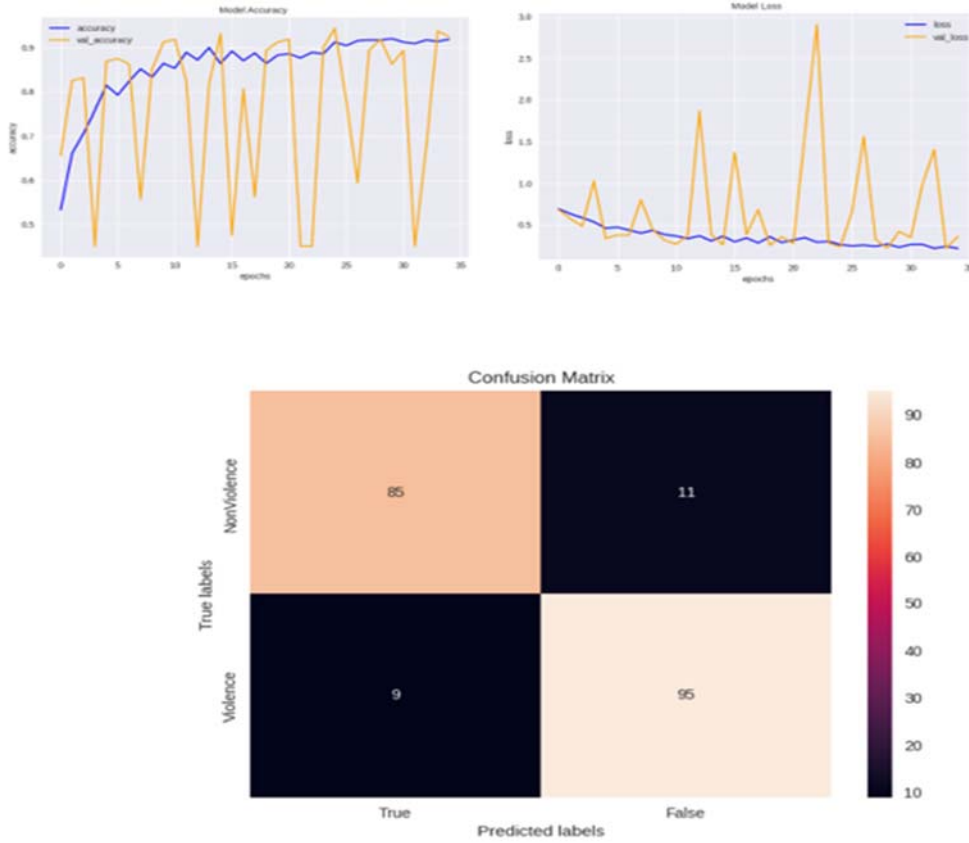 Model Accuracy
accuracy
val_accuracy
0.9
0.8
0.7
0.6
0.5
accuracy
0 5 10 15 20 25 30 35
epochs
Model Loss
loss
val_loss
3.0
2.5
2.0
1.5
1.0
0.5
loss
0 5 10 15 20 25 30
epochs
Confusion Matrix
NonViolence
Violence
True labels
85 11
9 95
True False
Predicted labels
90
80
70
60
50
40
30
20
10